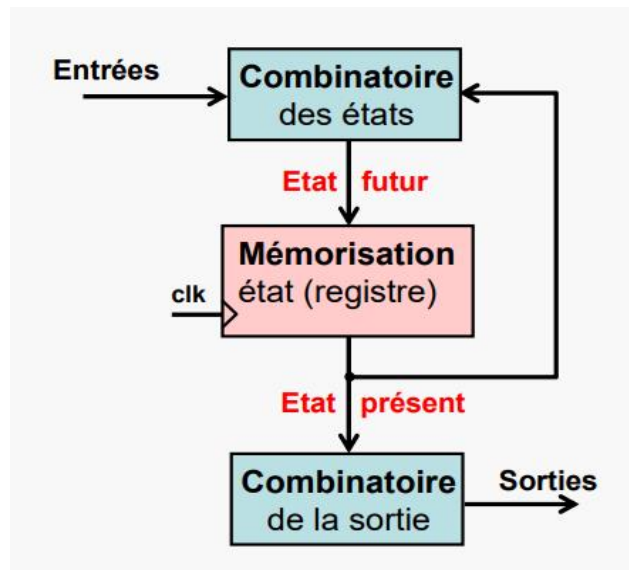 Entrées
Combinatoire
des états
Etat futur
Mémorisation
état (registre)
clk
Etat présent
Combinatoire
de la sortie
Sorties